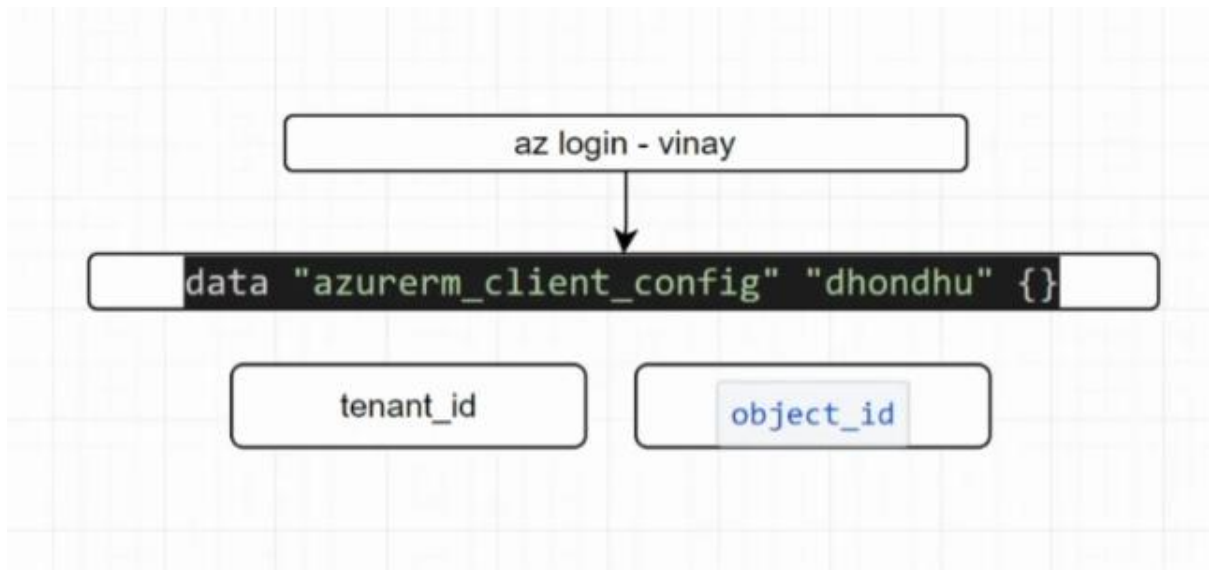 az login - vinay
data "azurerm_client_config" "dhondhu" {}
tenant_id
object_id